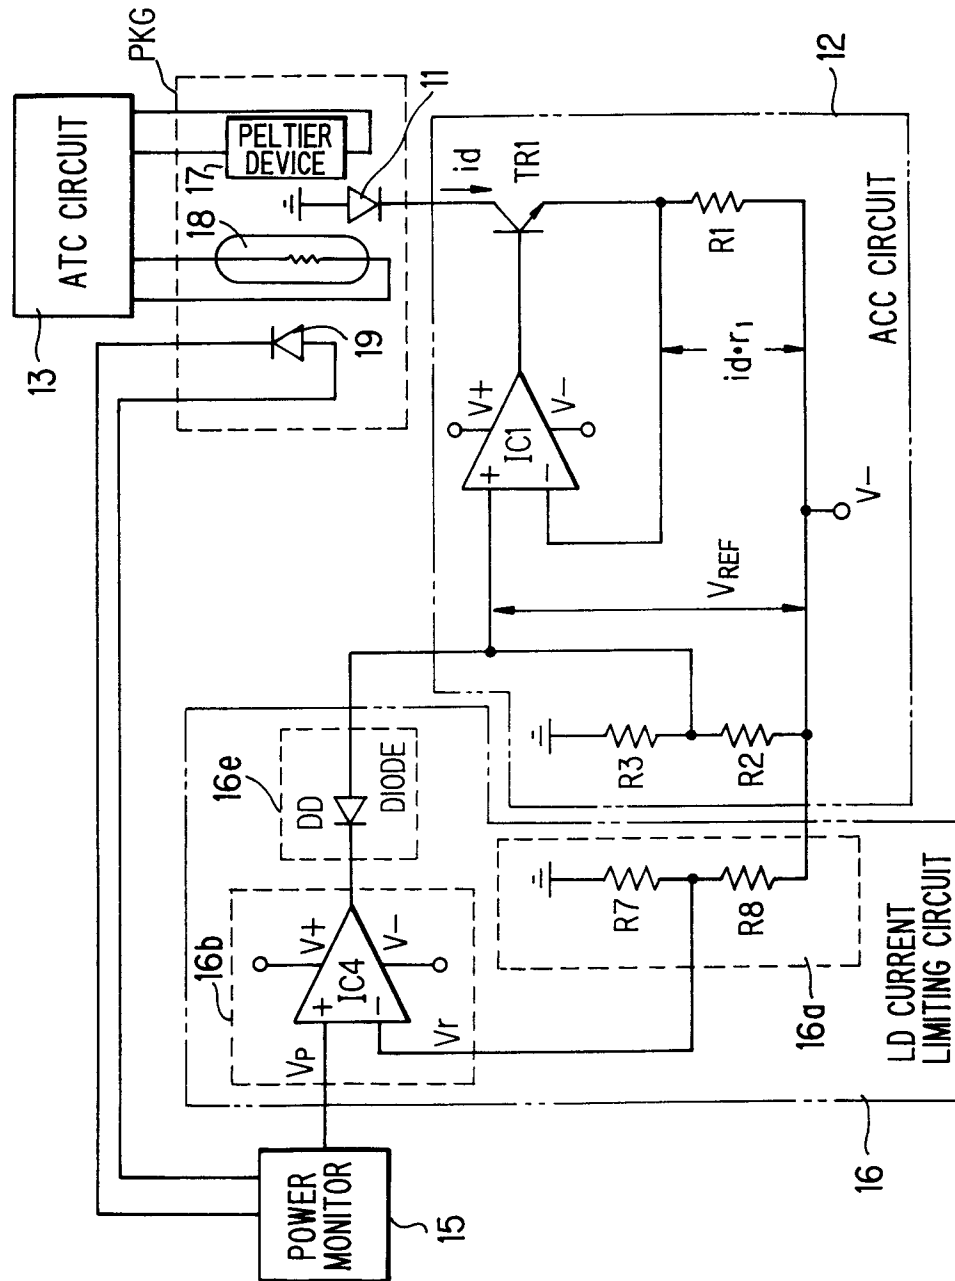 POWER
MONITOR
15
16
LD CURRENT
LIMITING CIRCUIT
16b
VP
Vr
+
−
IC4
V+
V−
16e
DD
DIODE
16a
R7
R8
R3
R2
VREF
+
−
IC1
V+
V−
V−
id
TR1
R1
id·r1
ACC CIRCUIT
12
13
ATC CIRCUIT
PKG
19
18
17
PELTIER
DEVICE
11